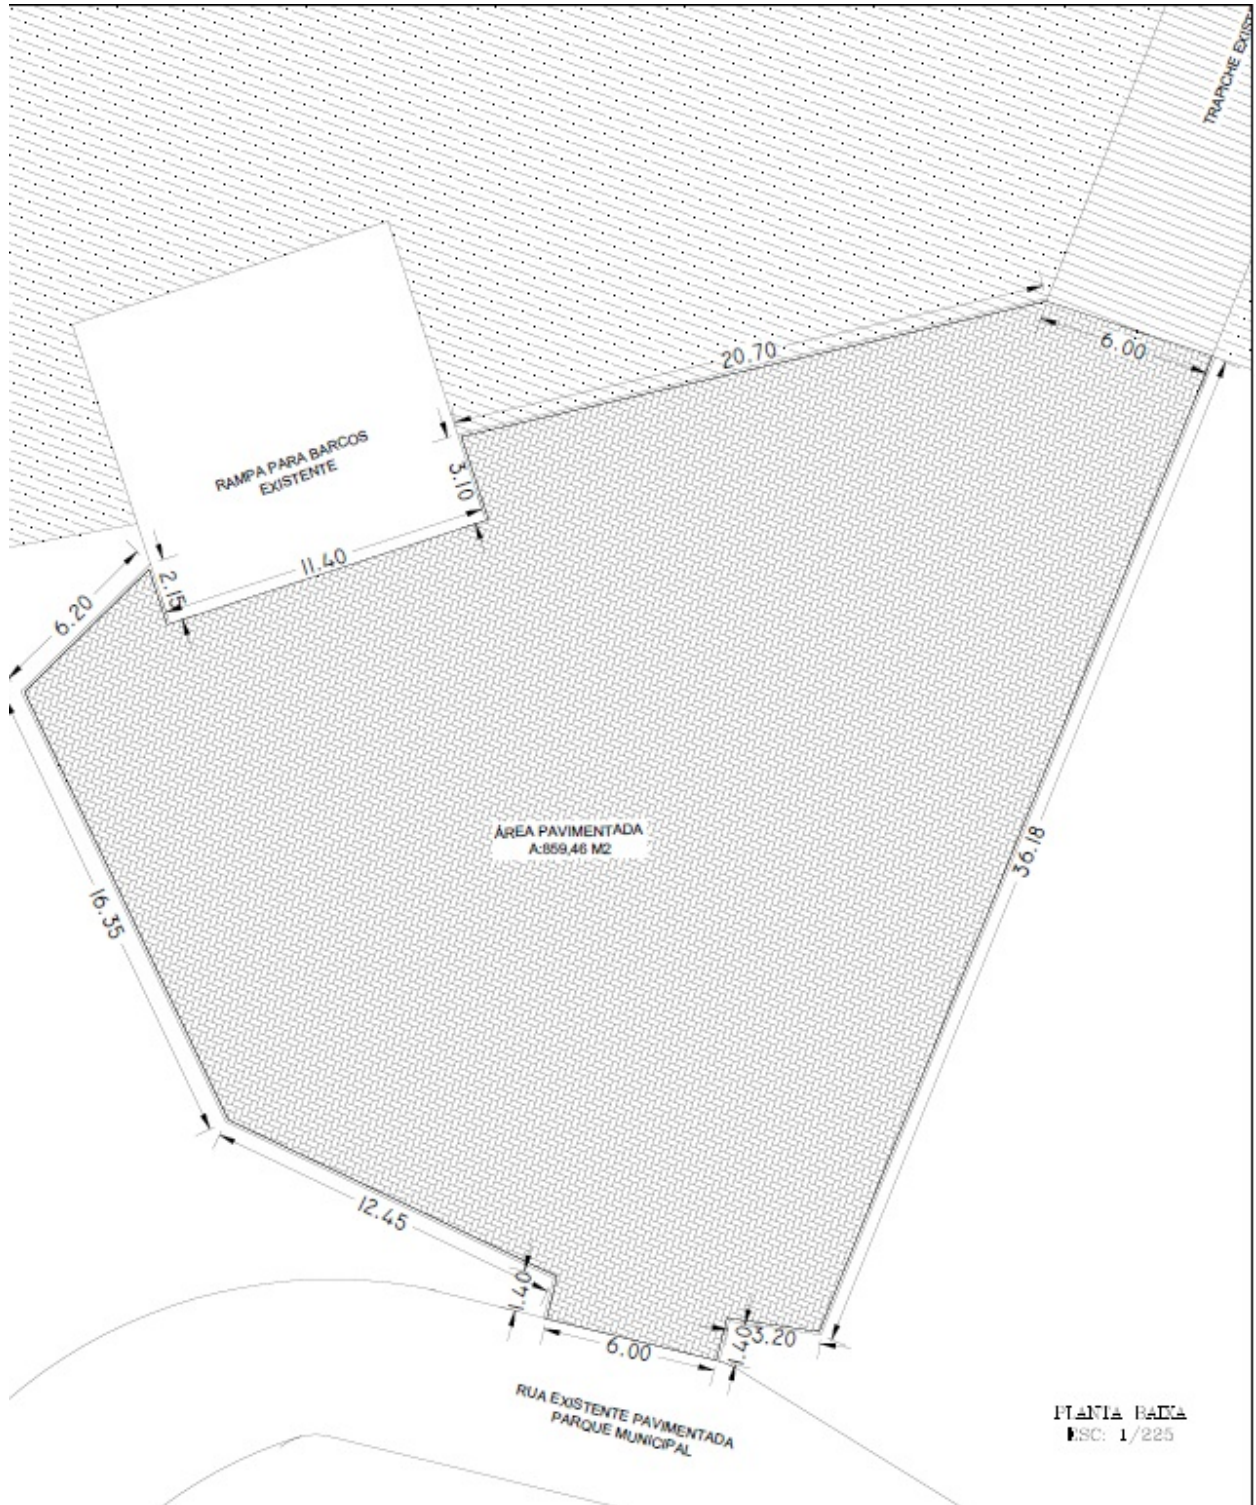 TRAPICHE
6.00
20.70
RAMPA PARA BARCOS
EXISTENTE
3.10
11.40
2.15
6.20
ÁREA PAVIMENTADA
A:859,46 M2
36.18
16.35
12.45
1.40
6.00
1.40
3.20
RUA EXISTENTE PAVIMENTADA
PARQUE MUNICIPAL
PLANTA BAIXA
ESC: 1/225